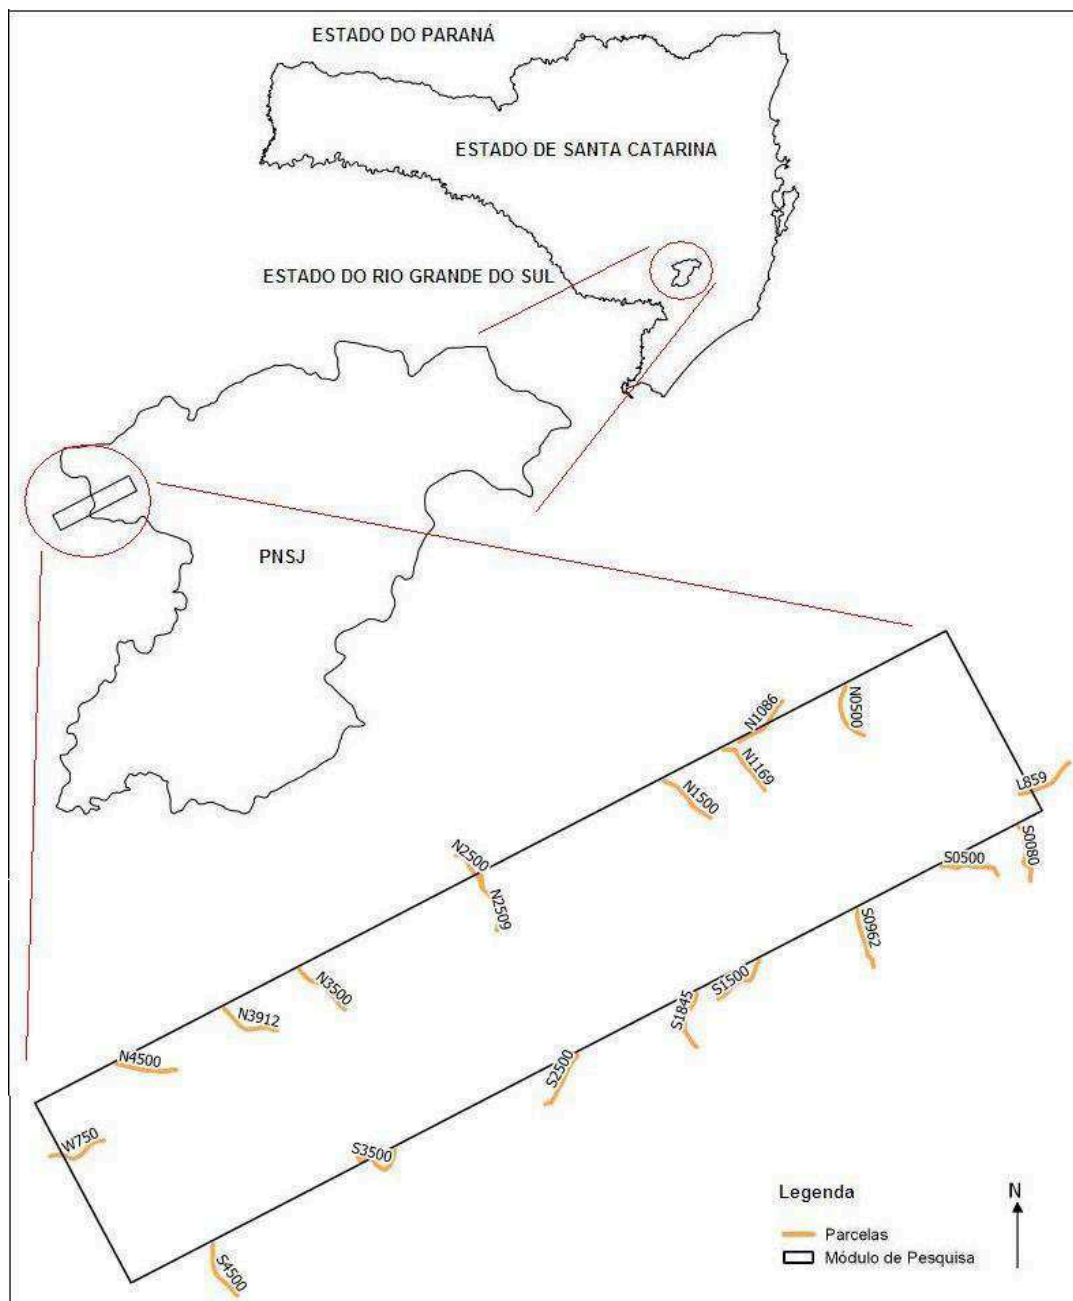 ESTADO DO PARANÁ
ESTADO DE SANTA CATARINA
ESTADO DO RIO GRANDE DO SUL
PNSJ
N0500
N1086
N1169
N1500
L859
S0080
S0500
N2500
N2509
S0962
S1500
S1845
N3500
N3912
N4500
S2500
W750
S3500
S4500
Legenda
N
Parcelas
Módulo de Pesquisa